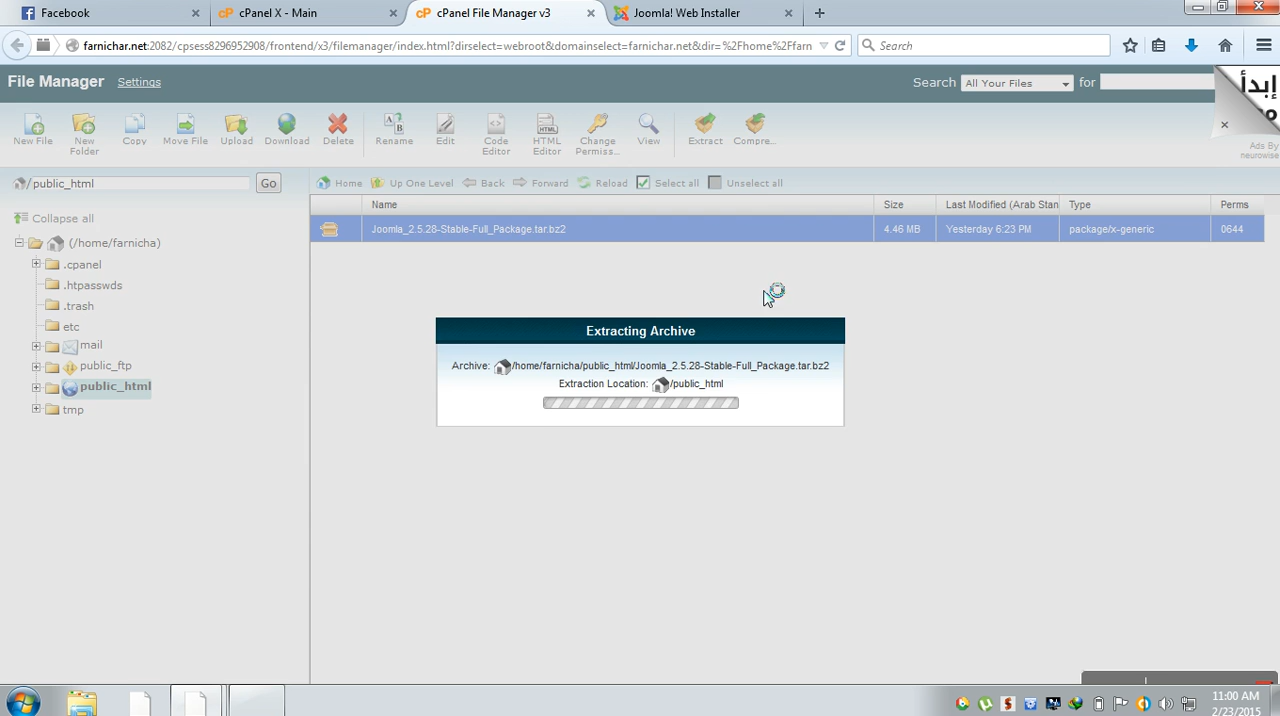 Facebook
cPanel X - Main
cPanel File Manager v3
Joomla! Web Installer
farnichar.net:2082/cpsess8296952908/frontend/x3/filemanager/index.html?dirselect=webroot&domainselect=farnichar.net&dir=%2Fhome%2Ffarn
Search
File Manager
Settings
Search
All Your Files
for
إبدأ
New File
New Folder
Copy
Move File
Upload
Download
Delete
Rename
Edit
Code Editor
HTML Editor
Change Permiss...
View
Extract
Compre...
Ads By
neurowise
/public_html
Go
Home
Up One Level
Back
Forward
Reload
Select all
Unselect all
Collapse all
Name
Size
Last Modified (Arab Stan
Type
Perms
Joomla_2.5.28-Stable-Full_Package.tar.bz2
4.46 MB
Yesterday 6:23 PM
package/x-generic
0644
(/home/farnicha)
.cpanel
.htpasswds
.trash
etc
mail
public_ftp
public_html
tmp
Extracting Archive
Archive: /home/farnicha/public_html/Joomla_2.5.28-Stable-Full_Package.tar.bz2
Extraction Location: /public_html
11:00 AM
2/23/2015